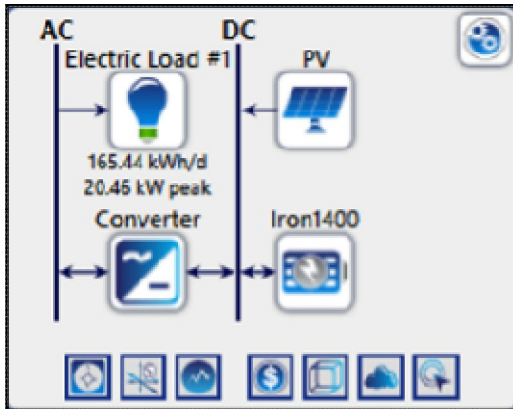 AC DC
Electric Load #1 PV
165.44 kWh/d
20.46 kW peak
Converter Iron1400